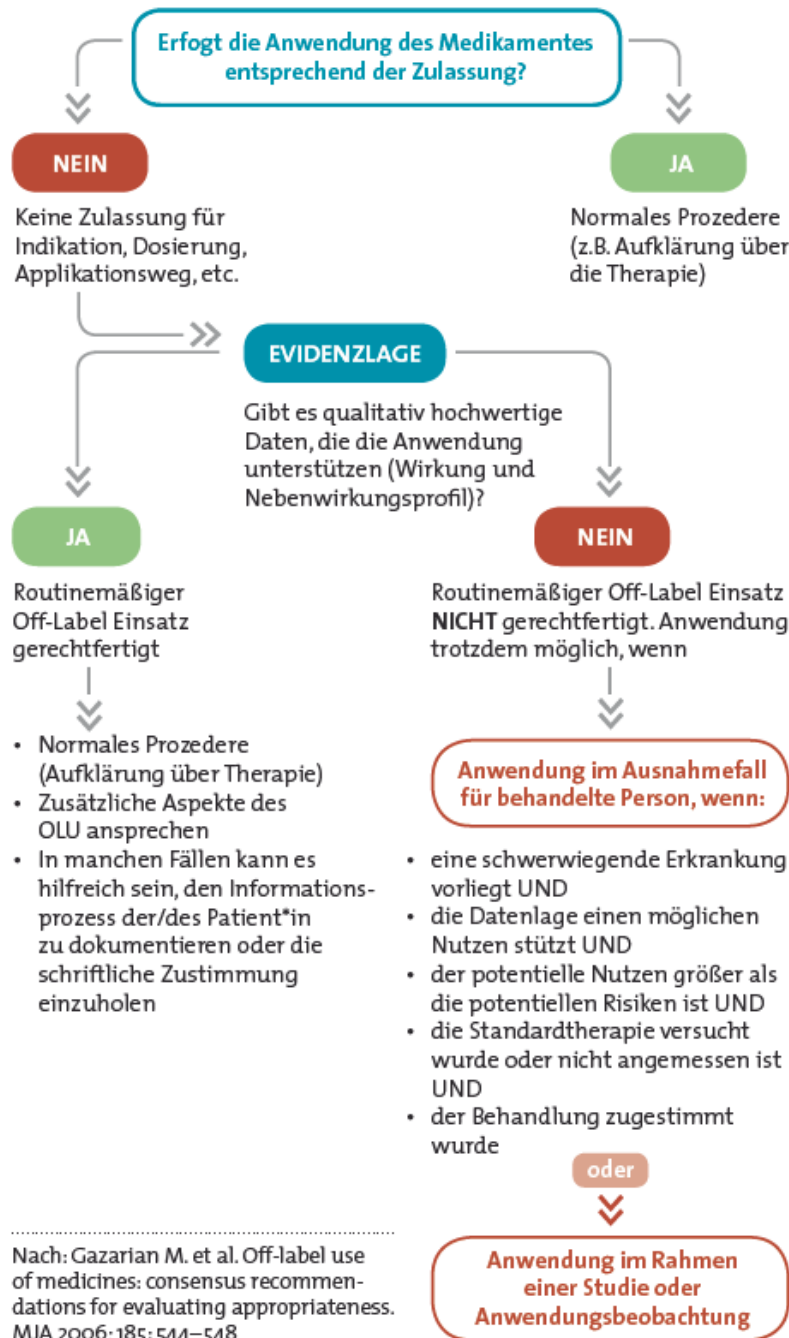 Erfogt die Anwendung des Medikamentes
entsprechend der Zulassung?
NEIN
Keine Zulassung für
Indikation, Dosierung,
Applikationsweg, etc.
JA
Normales Prozedere
(z.B. Aufklärung über
die Therapie)
EVIDENZLAGE
Gibt es qualitativ hochwertige
Daten, die die Anwendung
unterstützen (Wirkung und
Nebenwirkungsprofil)?
JA
Routinemäßiger
Off-Label Einsatz
gerechtfertigt
• Normales Prozedere
(Aufklärung über Therapie)
• Zusätzliche Aspekte des
OLU ansprechen
• In manchen Fällen kann es
hilfreich sein, den Informations-
prozess der/des Patient*in
zu dokumentieren oder die
schriftliche Zustimmung
einzuholen
NEIN
Routinemäßiger Off-Label Einsatz
NICHT gerechtfertigt. Anwendung
trotzdem möglich, wenn
Anwendung im Ausnahmefall
für behandelte Person, wenn:
• eine schwerwiegende Erkrankung
vorliegt UND
• die Datenlage einen möglichen
Nutzen stützt UND
• der potentielle Nutzen größer als
die potentiellen Risiken ist UND
• die Standardtherapie versucht
wurde oder nicht angemessen ist
UND
• der Behandlung zugestimmt
wurde
oder
Anwendung im Rahmen
einer Studie oder
Anwendungsbeobachtung
Nach: Gazarian M. et al. Off-label use
of medicines: consensus recommen-
dations for evaluating appropriateness.
MJA 2006; 185: 544–548